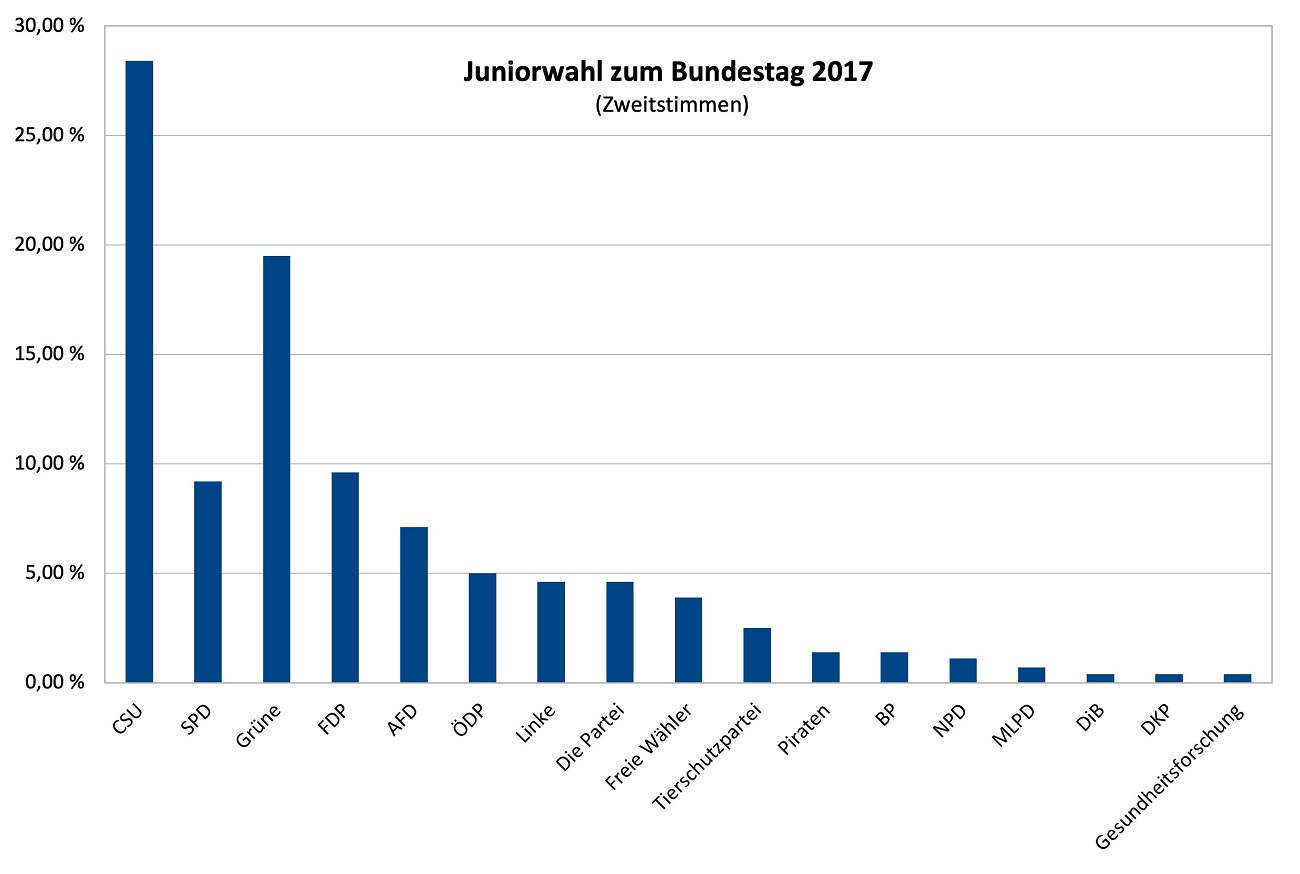 Juniorwahl zum Bundestag 2017
(Zweitstimmen)
30,00 %
25,00 %
20,00 %
15,00 %
10,00 %
5,00 %
0,00 %
CSU
SPD
Grüne
FDP
AFD
ÖDP
Linke
Die Partei
Freie Wähler
Tierschutzpartei
Piraten
BP
NPD
MLPD
DiB
DKP
Gesundheitsforschung